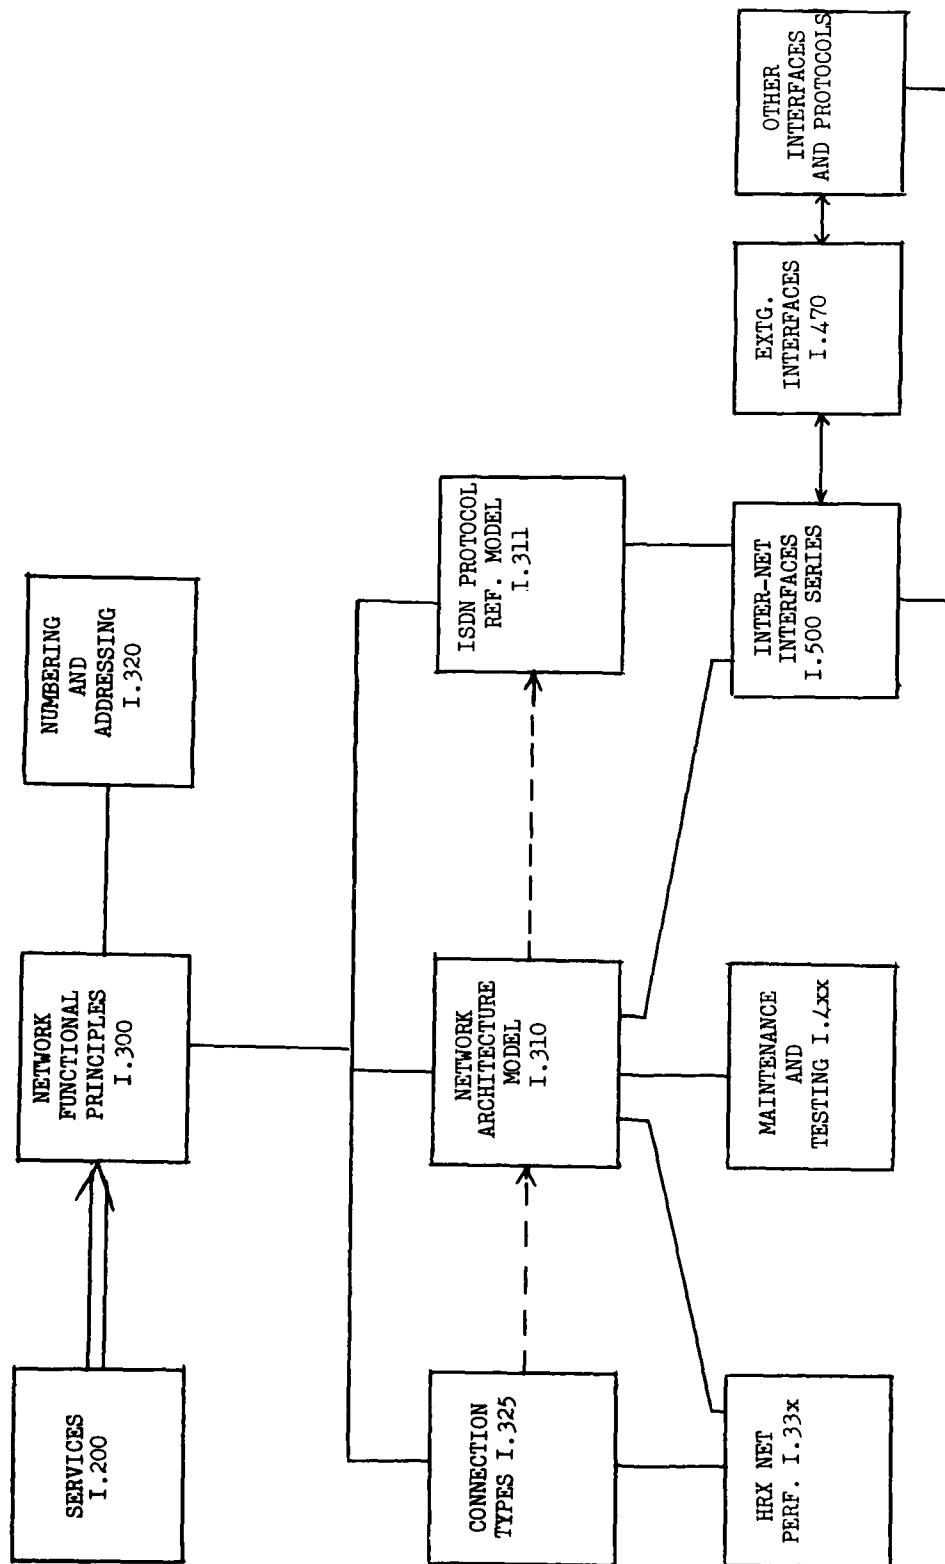 SERVICES
I.200
NETWORK
FUNCTIONAL
PRINCIPLES
I.300
NUMBERING
AND
ADDRESSING
I.320
CONNECTION
TYPES I.325
NETWORK
ARCHITECTURE
MODEL
I.310
ISDN PROTOCOL
REF. MODEL
I.311
HRX NET
PERF. I.33x
MAINTENANCE
AND
TESTING I.4xx
INTER-NET
INTERFACES
I.500 SERIES
EXTG.
INTERFACES
I.470
OTHER
INTERFACES
AND PROTOCOLS